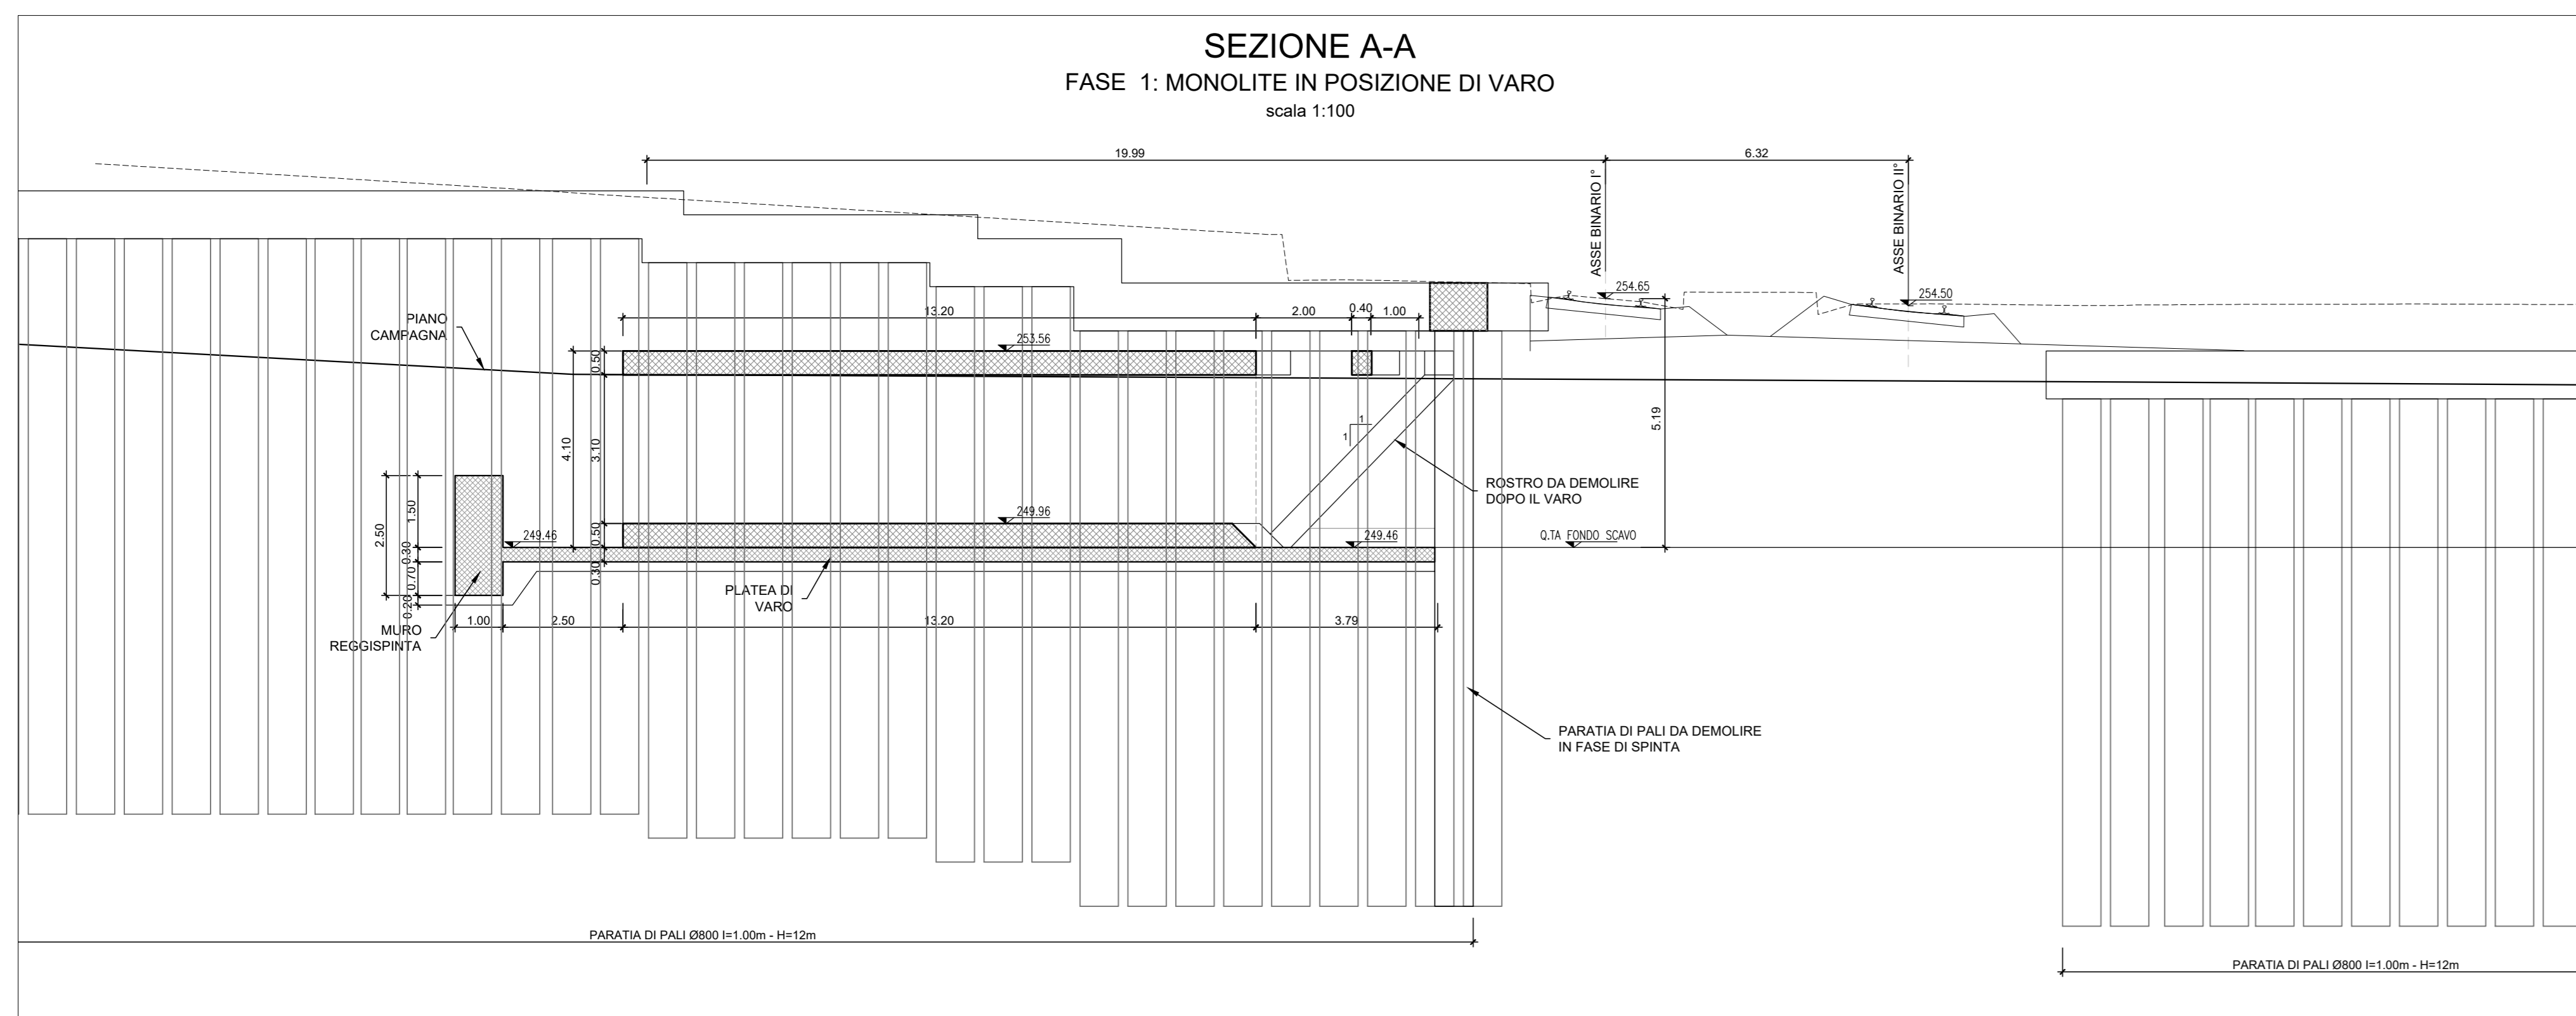 SEZIONE A-A
FASE 1: MONOLITE IN POSIZIONE DI VARO
scala 1:100
19.99
6.32
ASSE BINARIO I°
ASSE BINARIO II°
254.65
254.50
13.20
2.00
0.40
1.00
PIANO
CAMPAGNA
253.56
0.50
4.10
3.10
1
1
5.19
2.50
1.50
ROSTRO DA DEMOLIRE
DOPO IL VARO
249.96
249.46
0.50
249.46
Q.TA FONDO SCAVO
0.30
0.70
0.20
0.30
PLATEA DI
VARO
1.00
2.50
13.20
3.79
MURO
REGGISPINTA
PARATIA DI PALI DA DEMOLIRE
IN FASE DI SPINTA
PARATIA DI PALI Ø800 I=1.00m - H=12m
PARATIA DI PALI Ø800 I=1.00m - H=12m